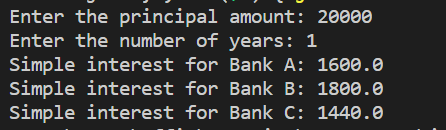 Enter the principal amount: 20000
Enter the number of years: 1
Simple interest for Bank A: 1600.0
Simple interest for Bank B: 1800.0
Simple interest for Bank C: 1440.0